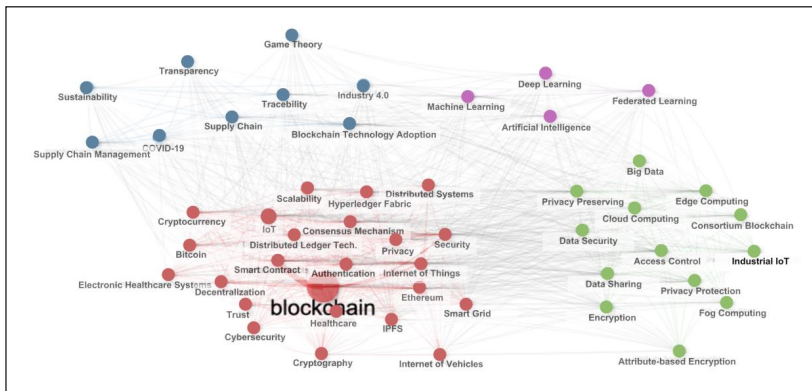 Game Theory
Transparency
Deep Learning
Sustainability
Industry 4.0
Federated Learning
Tracebility
Machine Learning
Supply Chain
Artificial Intelligence
Blockchain Technology Adoption
COVID-19
Supply Chain Management
Big Data
Scalability
Distributed Systems
Hyperledger Fabric
Privacy Preserving
Edge Computing
Cryptocurrency
Cloud Computing
Consortium Blockchain
IoT
Consensus Mechanism
Distributed Ledger Tech.
Data Security
Bitcoin
Privacy
Security
Access Control
Industrial IoT
Smart Contract
Authentication
Internet of Things
Electronic Healthcare Systems
Decentralization
Data Sharing
Privacy Protection
Ethereum
blockchain
Trust
Healthcare
Smart Grid
Encryption
Fog Computing
Cybersecurity
IPFS
Cryptography
Internet of Vehicles
Attribute-based Encryption